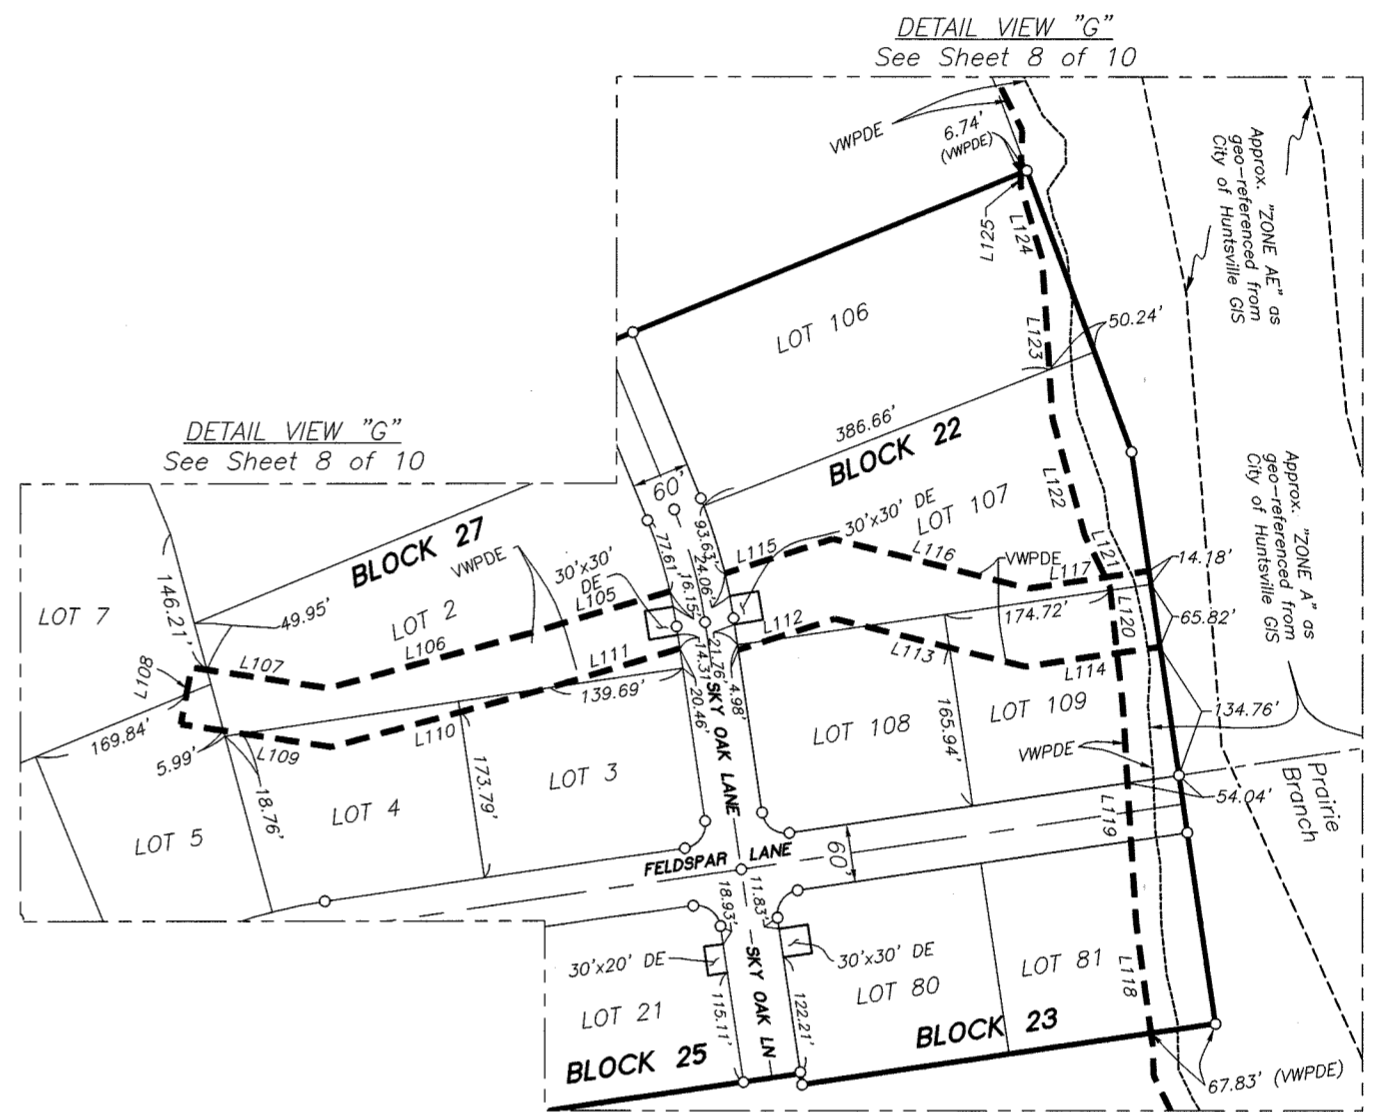 DETAIL VIEW "G"
See Sheet 8 of 10
VWPDE
6.74'
(VWPDE)
L125
L124
Approx. "ZONE AE" as
geo-referenced from
City of Huntsville GIS
LOT 106
L123
50.24'
386.66'
BLOCK 22
DETAIL VIEW "G"
See Sheet 8 of 10
60'
L122
30'x30' DE
LOT 107
93.63'
77.61'
24.06'
16.15'
L115
L116
VWPDE
L117
L121
14.18'
Approx. "ZONE A" as
geo-referenced from
City of Huntsville GIS
BLOCK 27
VWPDE
30'x30'
DE
L105
146.21'
LOT 7
49.95'
LOT 2
L106
L107
L108
L111
L112
174.72'
L120
65.82'
L113
L114
14.31'
21.76'
4.98'
20.46'
SKY OAK LANE
139.69'
169.84'
5.99'
L109
L110
18.76'
173.79'
LOT 3
LOT 4
LOT 5
LOT 108
165.94'
LOT 109
VWPDE
134.76'
54.04'
Prairie
Branch
L119
FELDSPAR LANE
60'
18.93'
11.83'
30'x20' DE
30'x30' DE
SKY OAK LN
LOT 21
115.11'
122.21'
LOT 80
LOT 81
L118
BLOCK 25
BLOCK 23
67.83' (VWPDE)